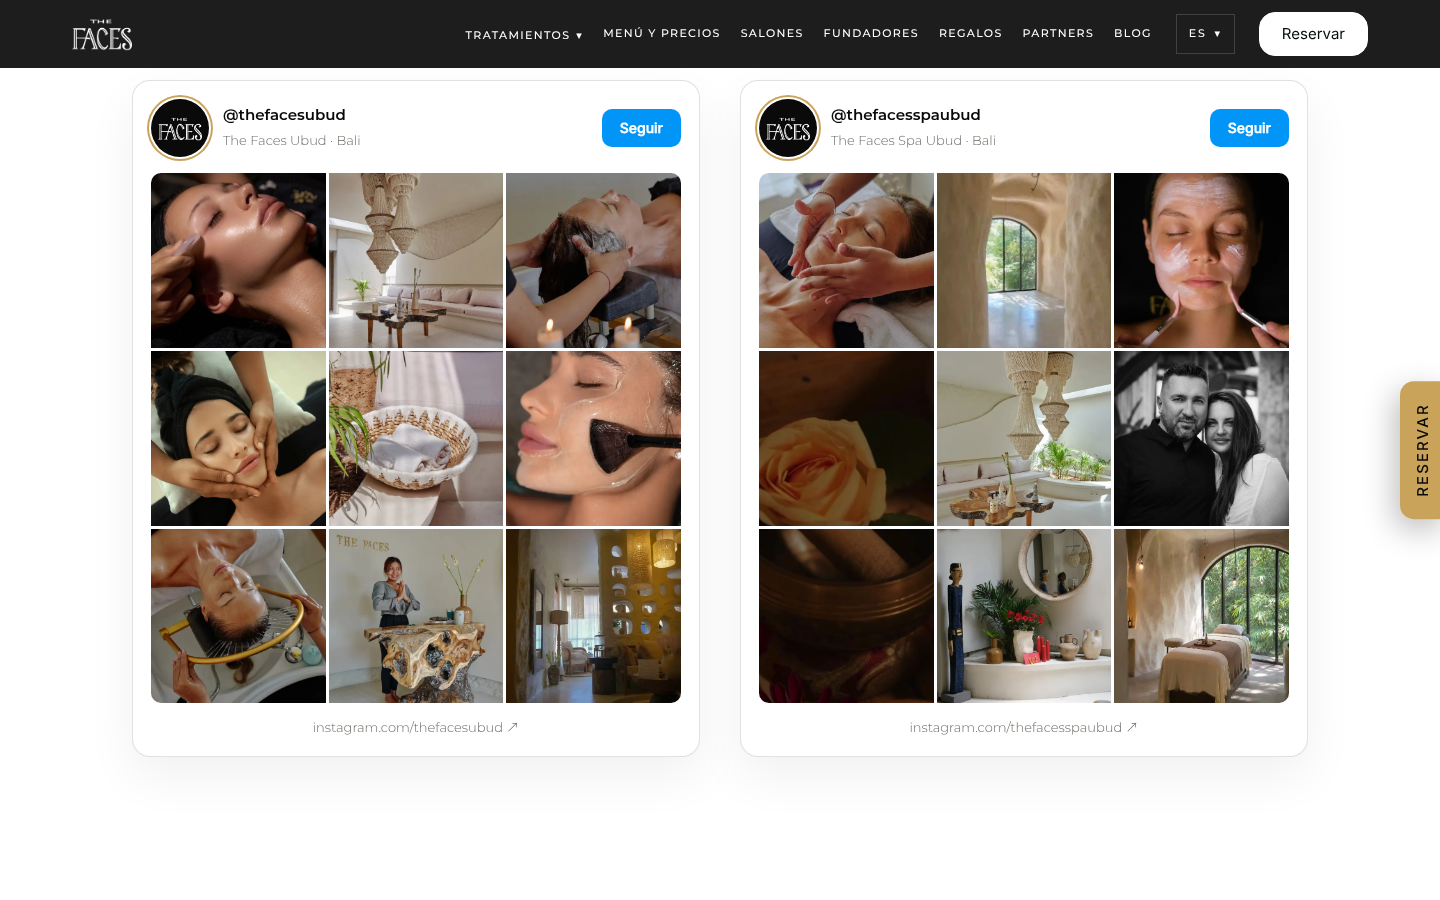 THE
FACES
TRATAMIENTOS ▾
MENÚ Y PRECIOS
SALONES
FUNDADORES
REGALOS
PARTNERS
BLOG
ES ▾
Reservar
THE
FACES
@thefacesubud
The Faces Ubud · Bali
Seguir
THE FACES
instagram.com/thefacesubud ↗
THE
FACES
@thefacesspaubud
The Faces Spa Ubud · Bali
Seguir
instagram.com/thefacesspaubud ↗
RESERVAR